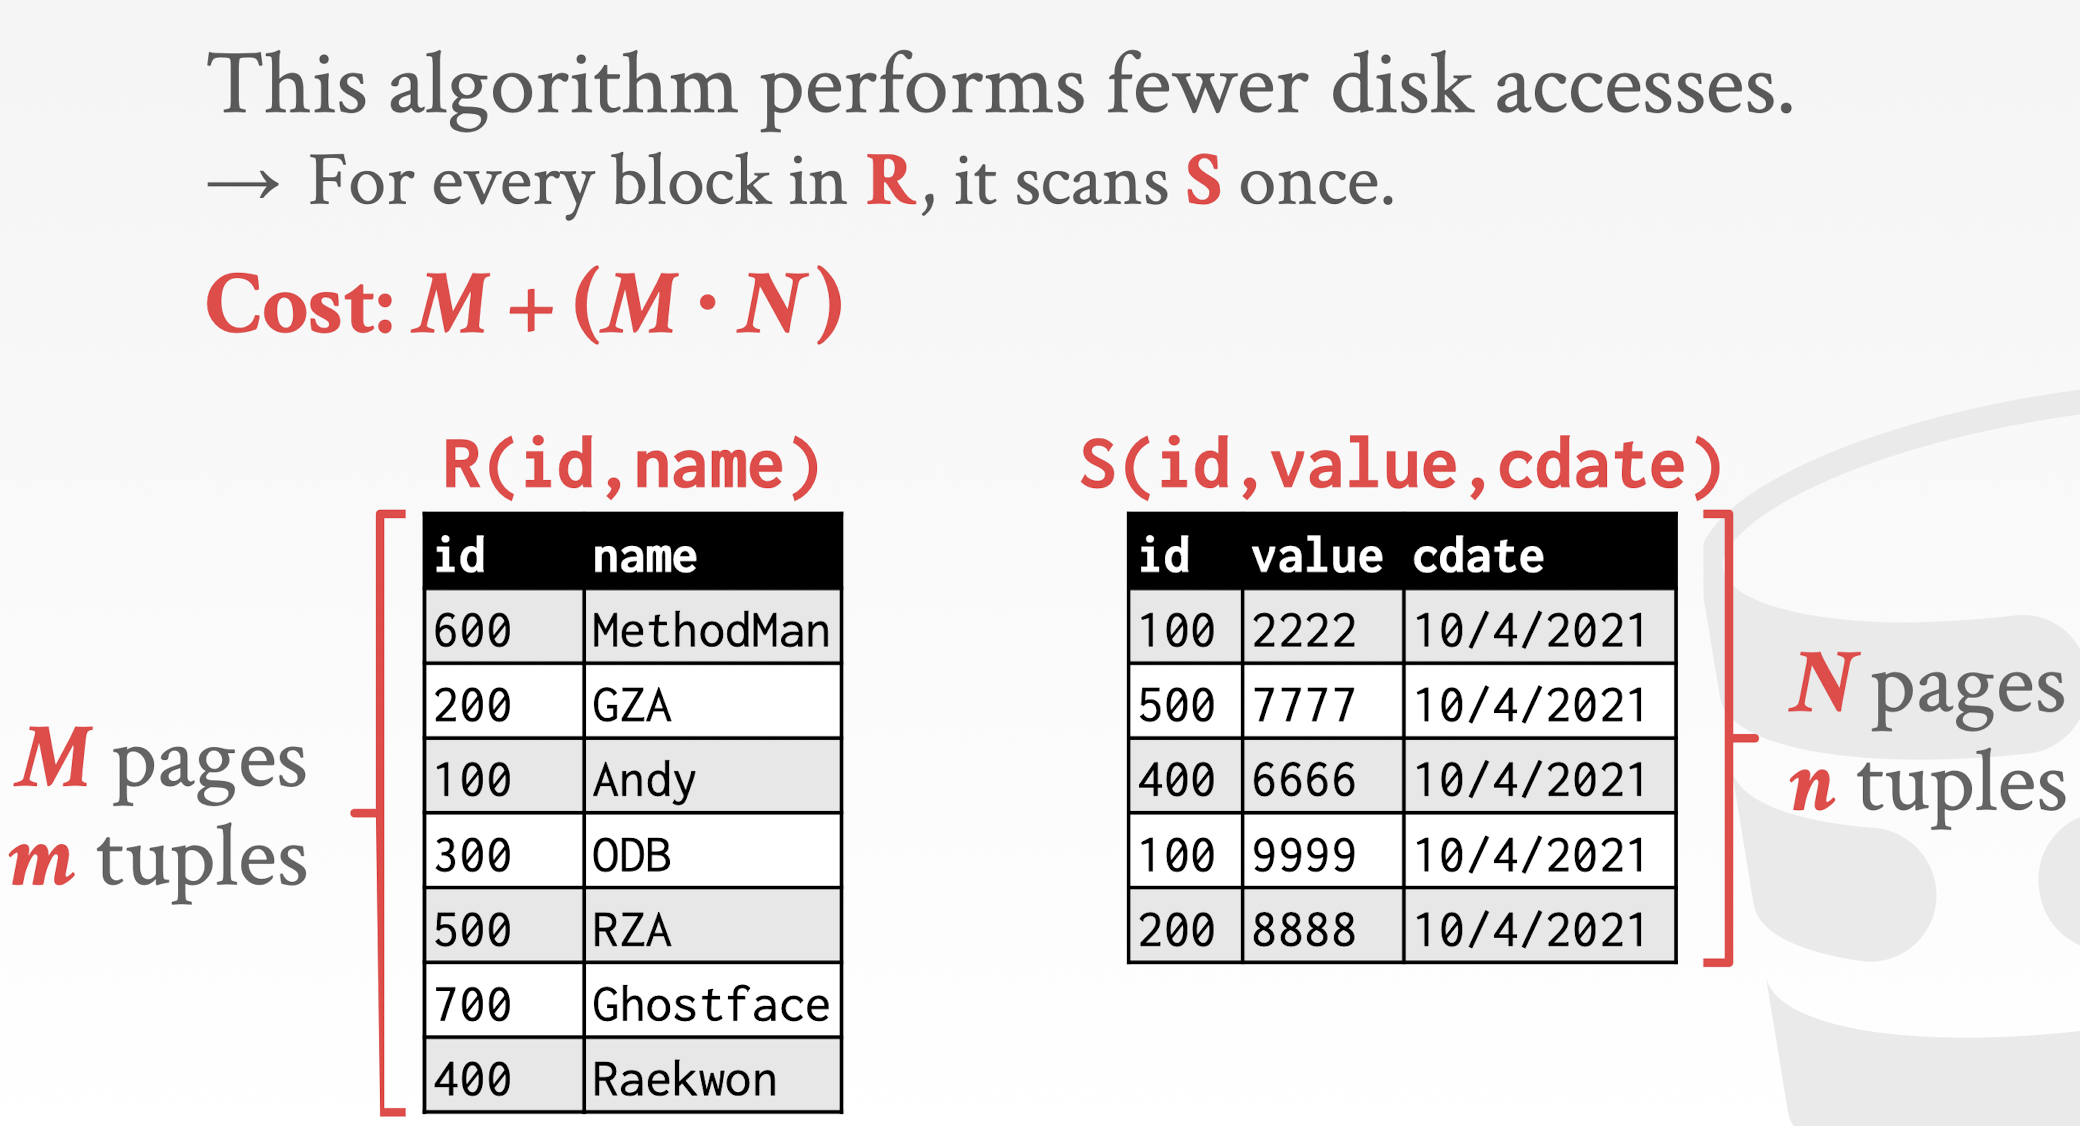 This algorithm performs fewer disk accesses.
→ For every block in R, it scans S once.
Cost: M + (M · N)
R(id,name)
id name
600 MethodMan
200 GZA
100 Andy
300 ODB
500 RZA
700 Ghostface
400 Raekwon
M pages
m tuples
S(id,value,cdate)
id value cdate
100 2222 10/4/2021
500 7777 10/4/2021
400 6666 10/4/2021
100 9999 10/4/2021
200 8888 10/4/2021
N pages
n tuples